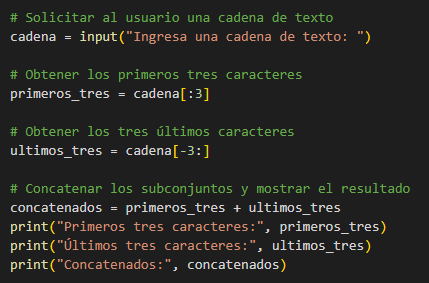 # Solicitar al usuario una cadena de texto
cadena = input("Ingresa una cadena de texto: ")

# Obtener los primeros tres caracteres
primeros_tres = cadena[:3]

# Obtener los tres últimos caracteres
ultimos_tres = cadena[-3:]

# Concatenar los subconjuntos y mostrar el resultado
concatenados = primeros_tres + ultimos_tres
print("Primeros tres caracteres:", primeros_tres)
print("Últimos tres caracteres:", ultimos_tres)
print("Concatenados:", concatenados)